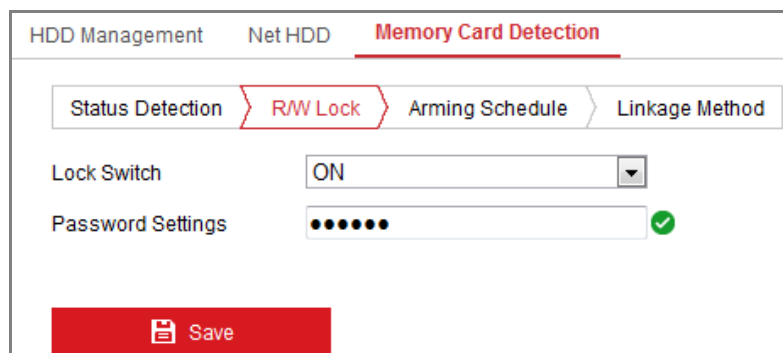 HDD Management Net HDD Memory Card Detection
Status Detection R/W Lock Arming Schedule Linkage Method
Lock Switch ON
Password Settings ●●●●●●
Save